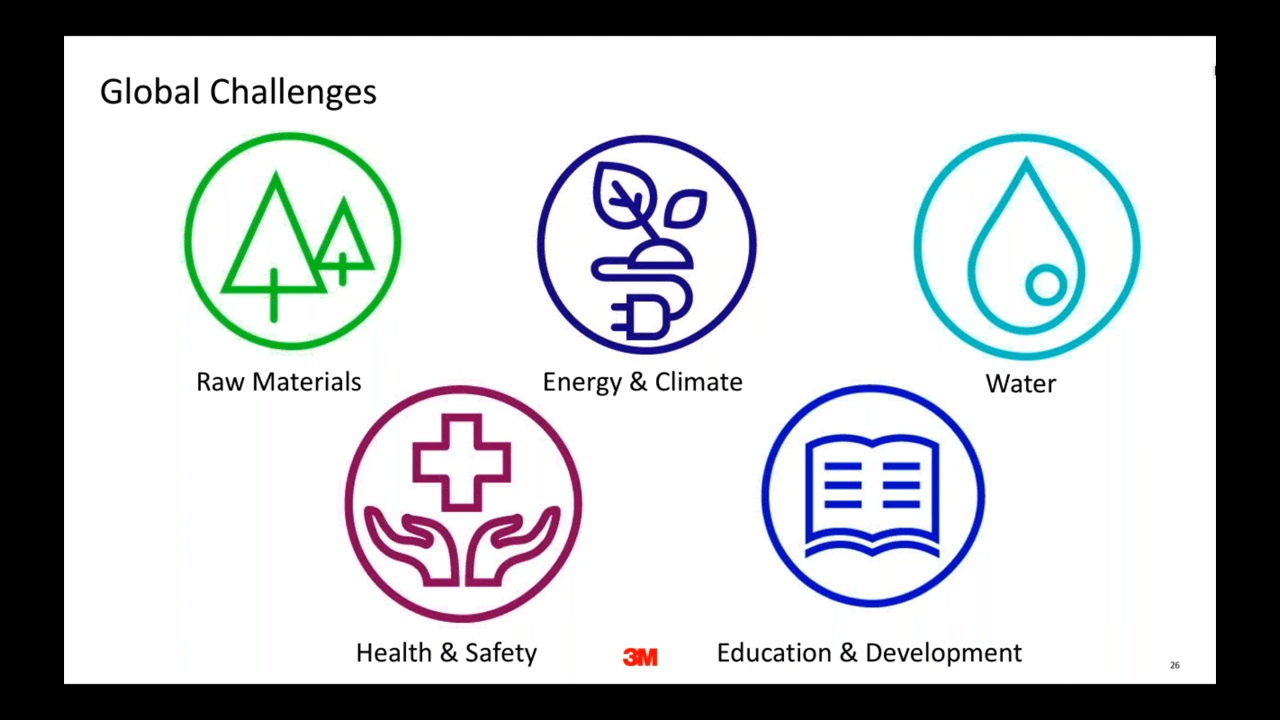 Global Challenges
Raw Materials
Energy & Climate
Water
Health & Safety
3M
Education & Development
26